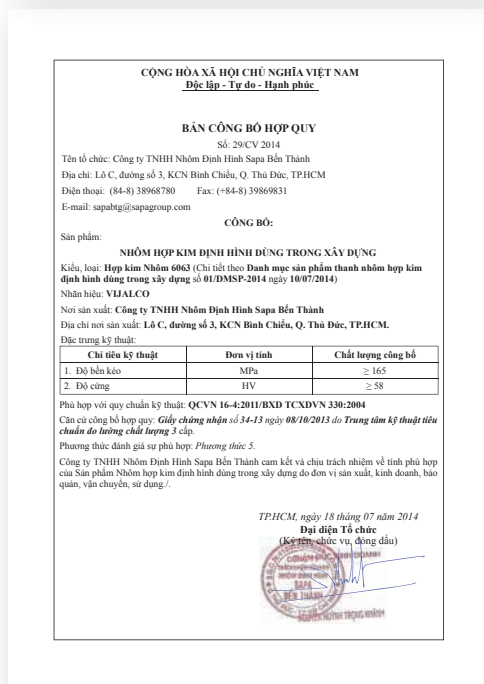 CỘNG HÒA XÃ HỘI CHỦ NGHĨA VIỆT NAM
Độc lập - Tự do - Hạnh phúc
BẢN CÔNG BỐ HỢP QUY
Số: 29/CV 2014
Tên tổ chức: Công ty TNHH Nhôm Định Hình Sapa Bến Thành
Địa chỉ: Lô C, đường số 3, KCN Bình Chiểu, Q. Thủ Đức, TP.HCM
Điện thoại: (84-8) 38968780 Fax: (+84-8) 39869831
E-mail: sapabtg@sapagroup.com
CÔNG BỐ:
Sản phẩm:
NHÔM HỢP KIM ĐỊNH HÌNH DÙNG TRONG XÂY DỰNG
Kiểu, loại: Hợp kim Nhôm 6063 (Chi tiết theo Danh mục sản phẩm thanh nhôm hợp kim
định hình dùng trong xây dựng số 01/DMSP-2014 ngày 10/07/2014)
Nhãn hiệu: VIJALCO
Nơi sản xuất: Công ty TNHH Nhôm Định Hình Sapa Bến Thành
Địa chỉ nơi sản xuất: Lô C, đường số 3, KCN Bình Chiểu, Q. Thủ Đức, TP.HCM.
Đặc trưng kỹ thuật:
Chỉ tiêu kỹ thuật Đơn vị tính Chất lượng công bố
1. Độ bền kéo MPa ≥ 165
2. Độ cứng HV ≥ 58
Phù hợp với quy chuẩn kỹ thuật: QCVN 16-4:2011/BXD TCXDVN 330:2004
Căn cứ công bố hợp quy: Giấy chứng nhận số 34-13 ngày 08/10/2013 do Trung tâm kỹ thuật tiêu
chuẩn đo lường chất lượng 3 cấp.
Phương thức đánh giá sự phù hợp: Phương thức 5.
Công ty TNHH Nhôm Định Hình Sapa Bến Thành cam kết và chịu trách nhiệm về tính phù hợp
của Sản phẩm Nhôm hợp kim định hình dùng trong xây dựng do đơn vị sản xuất, kinh doanh, bảo
quản, vận chuyển, sử dụng./.
TP.HCM, ngày 18 tháng 07 năm 2014
Đại diện Tổ chức
(Ký tên, chức vụ, đóng dấu)
NHÔM ĐỊNH HÌNH
SAPA
BẾN THÀNH
NGUYỄN HUỲNH TRỌNG KHÁNH